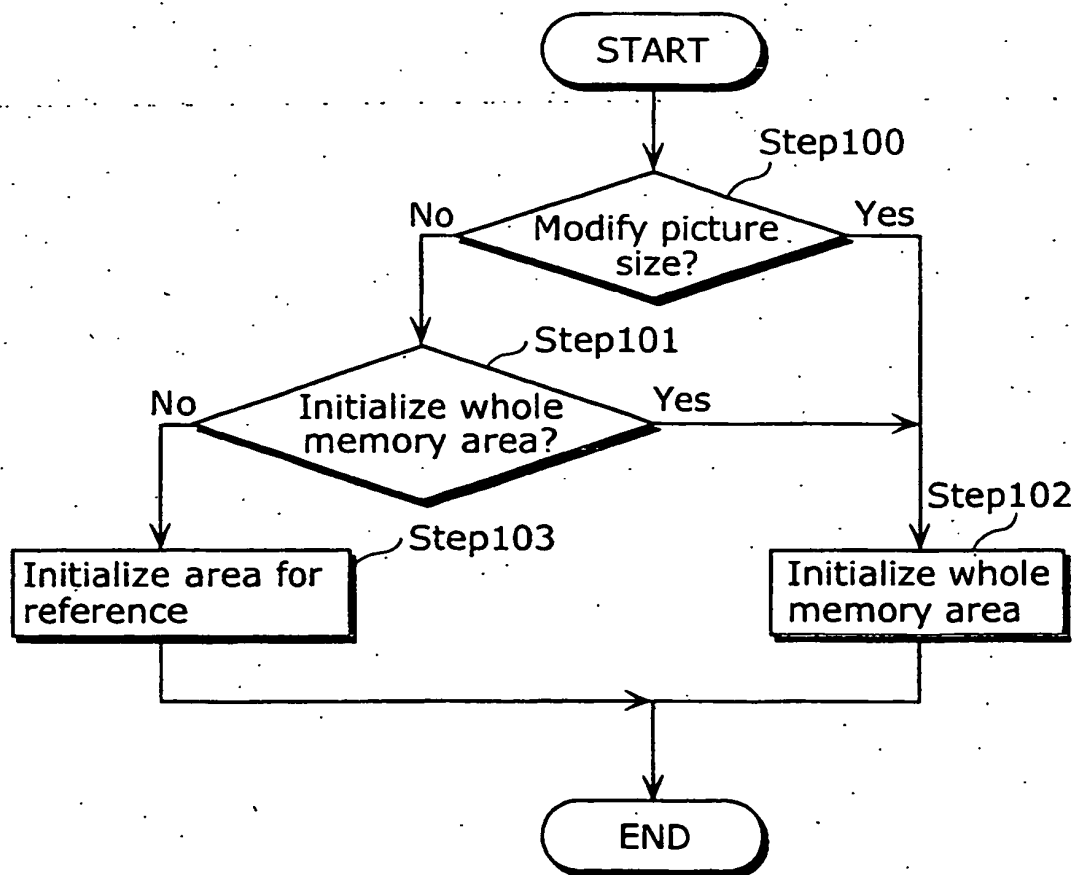 START
Step100
No
Yes
Modify picture
size?
Step101
No
Yes
Initialize whole
memory area?
Step102
Step103
Initialize area for
reference
Initialize whole
memory area
END